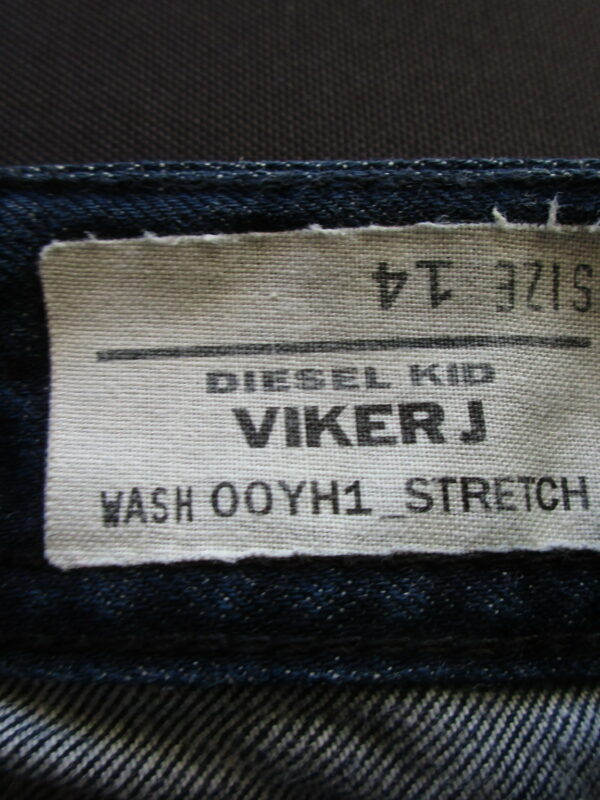 SIZE 14
DIESEL KID
VIKER J
WASH 00YH1_STRETCH